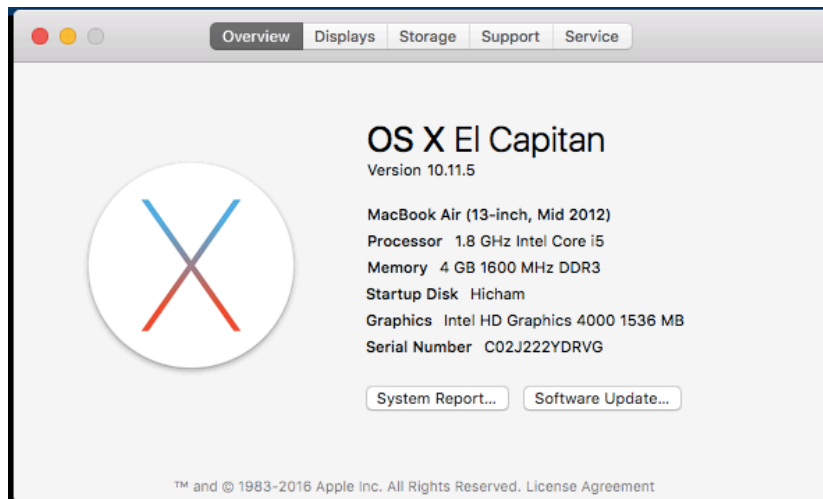 Overview Displays Storage Support Service
OS X El Capitan
Version 10.11.5
MacBook Air (13-inch, Mid 2012)
Processor 1.8 GHz Intel Core i5
Memory 4 GB 1600 MHz DDR3
Startup Disk Hicham
Graphics Intel HD Graphics 4000 1536 MB
Serial Number C02J222YDRVG
System Report... Software Update...
™ and © 1983-2016 Apple Inc. All Rights Reserved. License Agreement